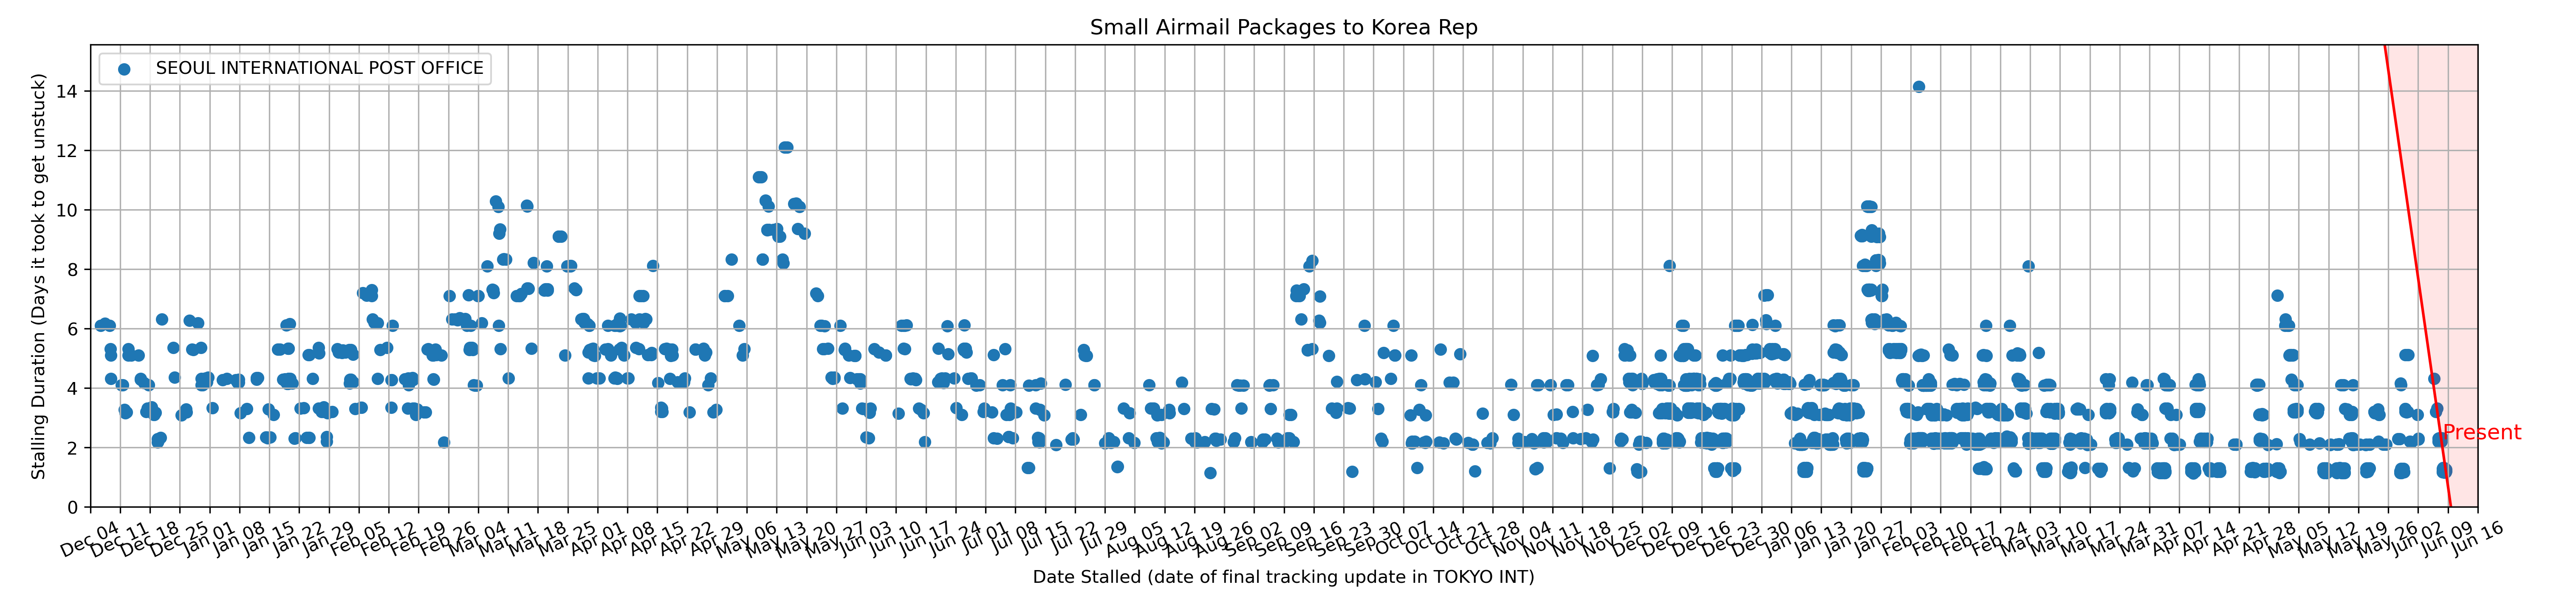 Small Airmail Packages to Korea Rep
SEOUL INTERNATIONAL POST OFFICE
Stalling Duration (Days it took to get unstuck)
14
12
10
8
6
4
2
0
Present
Dec 04 Dec 11 Dec 18 Dec 25 Jan 01 Jan 08 Jan 15 Jan 22 Jan 29 Feb 05 Feb 12 Feb 19 Feb 26 Mar 04 Mar 11 Mar 18 Mar 25 Apr 01 Apr 08 Apr 15 Apr 22 Apr 29 May 06 May 13 May 20 May 27 Jun 03 Jun 10 Jun 17 Jun 24 Jul 01 Jul 08 Jul 15 Jul 22 Jul 29 Aug 05 Aug 12 Aug 19 Aug 26 Sep 02 Sep 09 Sep 16 Sep 23 Sep 30 Oct 07 Oct 14 Oct 21 Oct 28 Nov 04 Nov 11 Nov 18 Nov 25 Dec 02 Dec 09 Dec 16 Dec 23 Dec 30 Jan 06 Jan 13 Jan 20 Jan 27 Feb 03 Feb 10 Feb 17 Feb 24 Mar 03 Mar 10 Mar 17 Mar 24 Mar 31 Apr 07 Apr 14 Apr 21 Apr 28 May 05 May 12 May 19 May 26 Jun 02 Jun 09 Jun 16
Date Stalled (date of final tracking update in TOKYO INT)